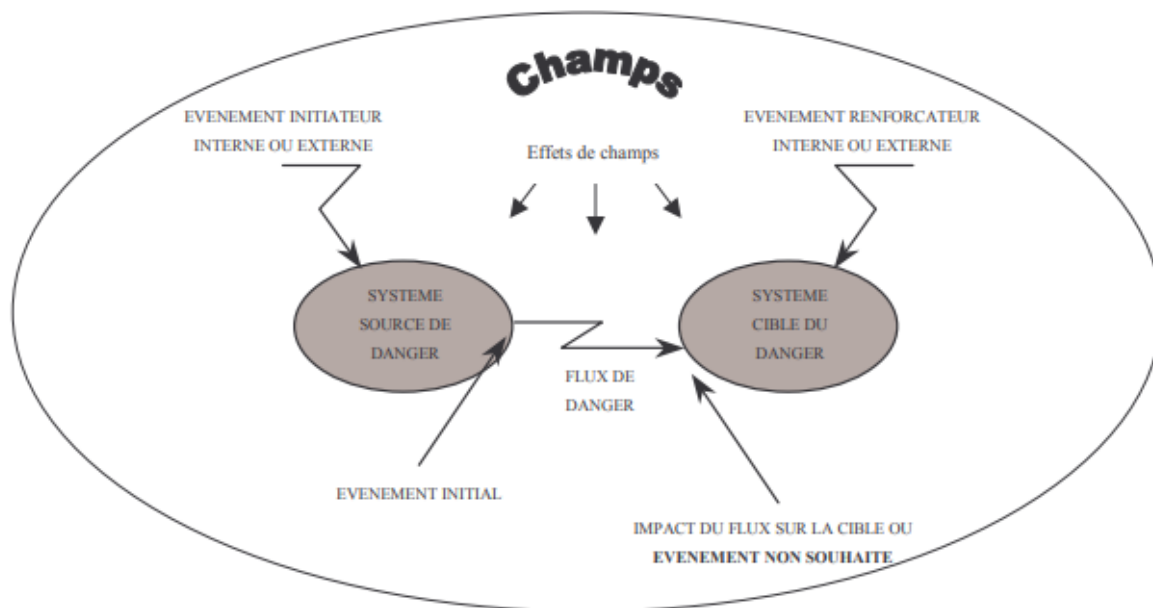 Champs
EVENEMENT INITIATEUR
INTERNE OU EXTERNE
EVENEMENT RENFORCATEUR
INTERNE OU EXTERNE
Effets de champs
SYSTEME
SOURCE DE
DANGER
SYSTEME
CIBLE DU
DANGER
FLUX DE
DANGER
EVENEMENT INITIAL
IMPACT DU FLUX SUR LA CIBLE OU
EVENEMENT NON SOUHAITE